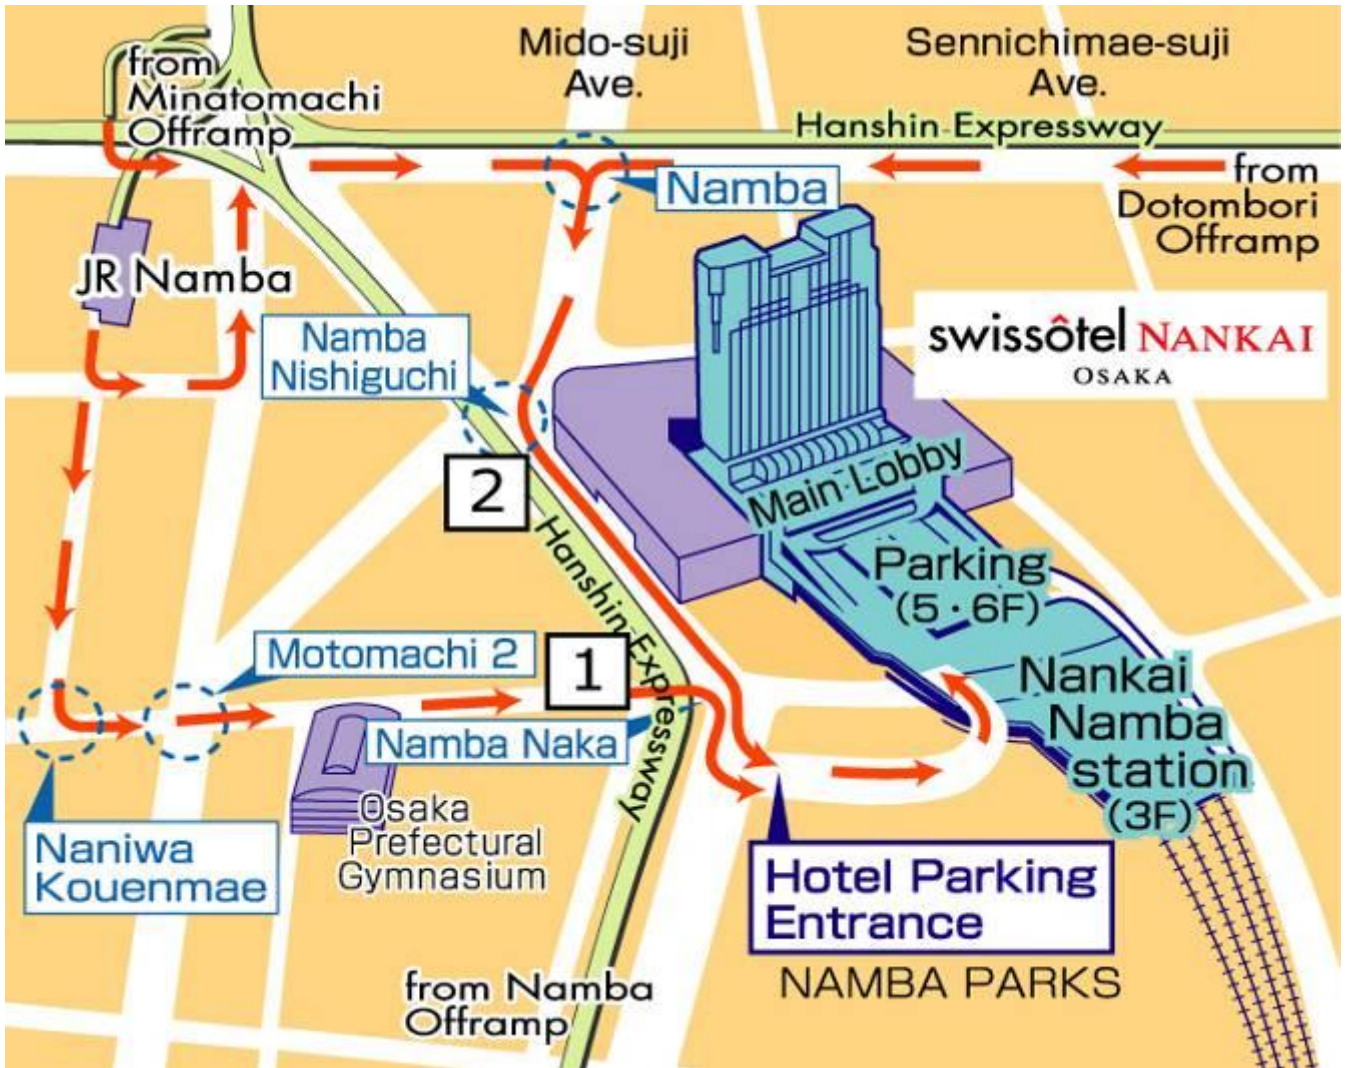 Mido-suji
Ave.
Sennichimae-suji
Ave.
from
Minatomachi
Offramp
Hanshin Expressway
Namba
from
Dotombori
Offramp
JR Namba
Namba
Nishiguchi
swissôtel NANKAI
OSAKA
2
Main Lobby
Hanshin Expressway
Parking
(5・6F)
Motomachi 2
1
Nankai
Namba
station
(3F)
Namba Naka
Osaka
Prefectural
Gymnasium
Naniwa
Kouenmae
Hotel Parking
Entrance
NAMBA PARKS
from Namba
Offramp